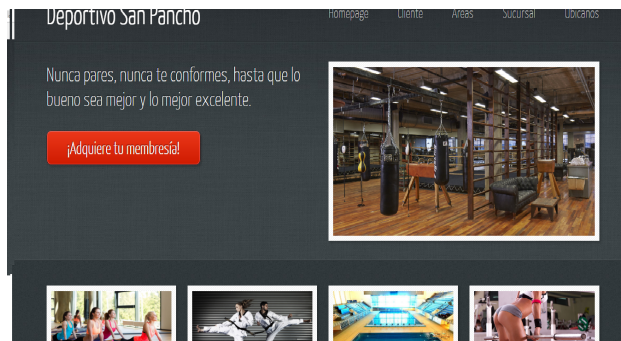 Deportivo San Pancho
Homepage Cliente Areas Sucursal Ubicanos
Nunca pares, nunca te conformes, hasta que lo
bueno sea mejor y lo mejor excelente.
¡Adquiere tu membresía!